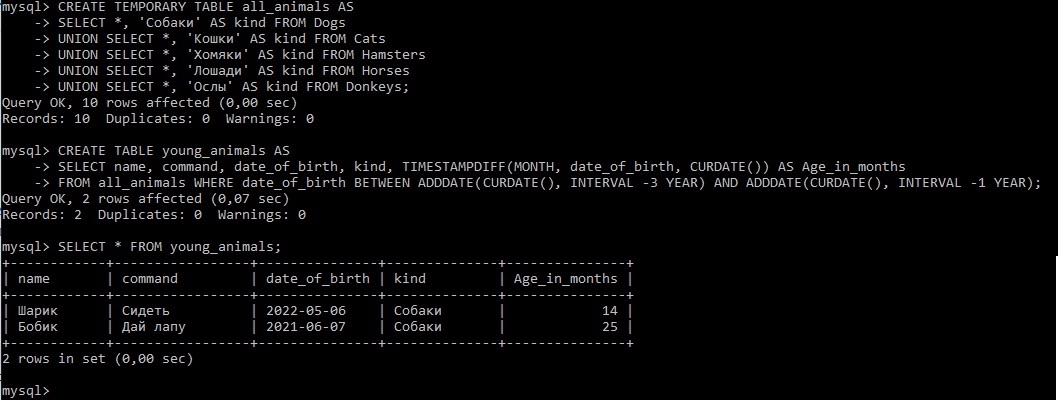 mysql> CREATE TEMPORARY TABLE all_animals AS
    -> SELECT *, 'Собаки' AS kind FROM Dogs
    -> UNION SELECT *, 'Кошки' AS kind FROM Cats
    -> UNION SELECT *, 'Хомяки' AS kind FROM Hamsters
    -> UNION SELECT *, 'Лошади' AS kind FROM Horses
    -> UNION SELECT *, 'Ослы' AS kind FROM Donkeys;
Query OK, 10 rows affected (0,00 sec)
Records: 10  Duplicates: 0  Warnings: 0

mysql> CREATE TABLE young_animals AS
    -> SELECT name, command, date_of_birth, kind, TIMESTAMPDIFF(MONTH, date_of_birth, CURDATE()) AS Age_in_months
    -> FROM all_animals WHERE date_of_birth BETWEEN ADDDATE(CURDATE(), INTERVAL -3 YEAR) AND ADDDATE(CURDATE(), INTERVAL -1 YEAR);
Query OK, 2 rows affected (0,07 sec)
Records: 2  Duplicates: 0  Warnings: 0

mysql> SELECT * FROM young_animals;
+------------+-----------------+---------------+--------------+---------------+
| name       | command         | date_of_birth | kind         | Age_in_months |
+------------+-----------------+---------------+--------------+---------------+
| Шарик      | Сидеть          | 2022-05-06    | Собаки       |            14 |
| Бобик      | Дай лапу        | 2021-06-07    | Собаки       |            25 |
+------------+-----------------+---------------+--------------+---------------+
2 rows in set (0,00 sec)

mysql>